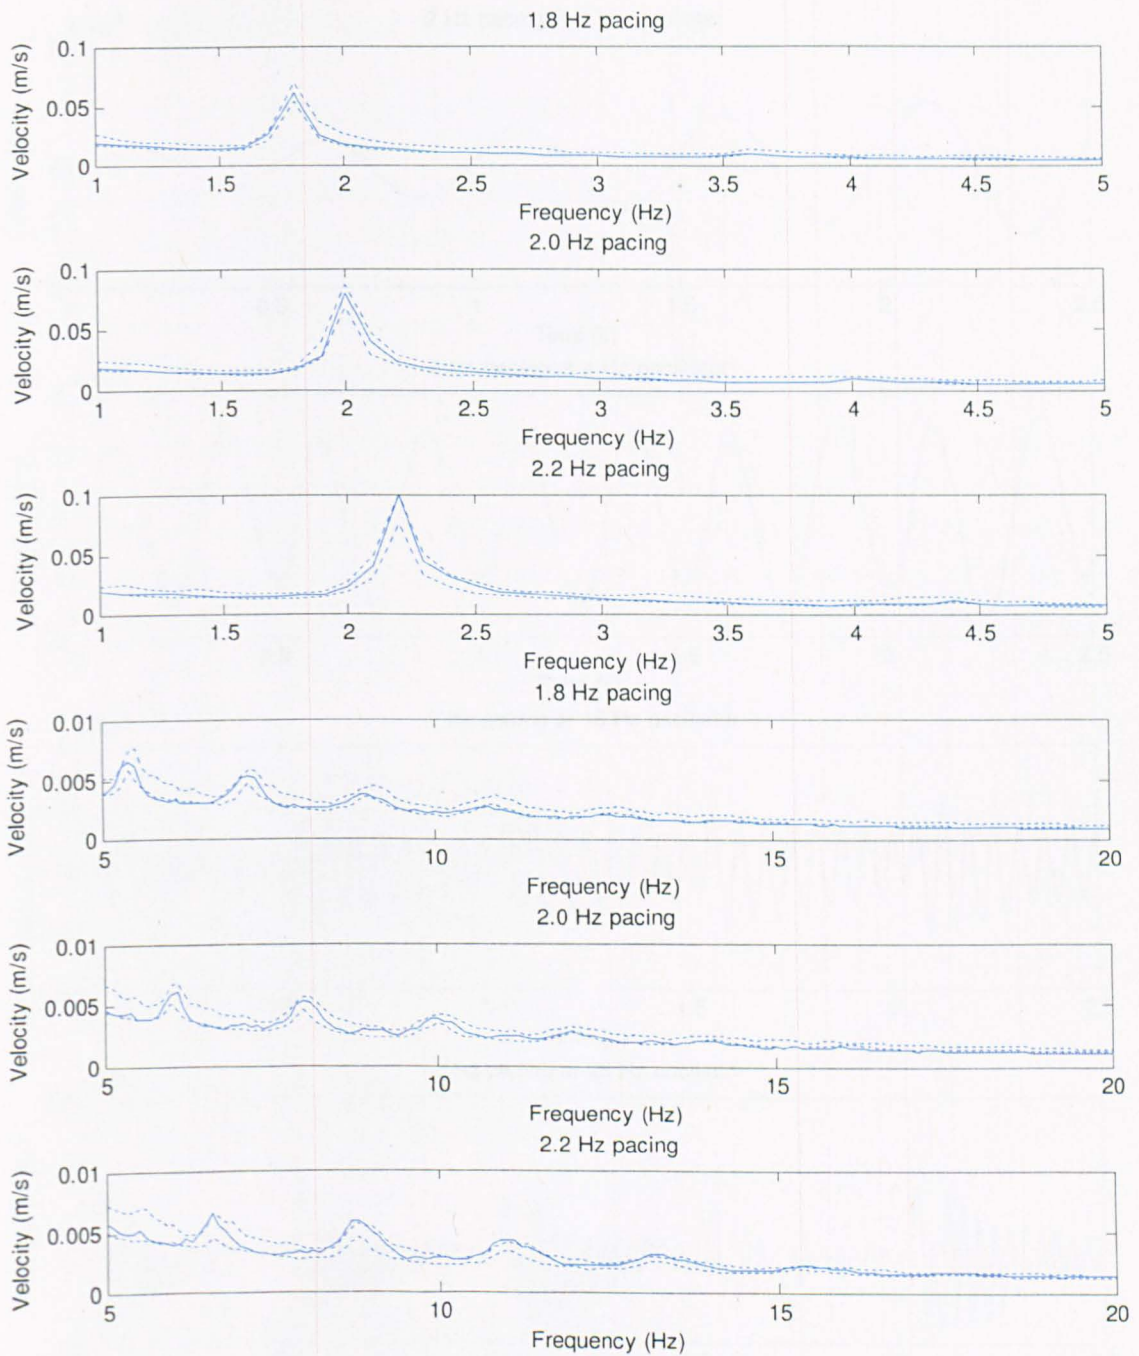 1.8 Hz pacing
Velocity (m/s)
0.1
0.05
0
1 1.5 2 2.5 3 3.5 4 4.5 5
Frequency (Hz)
2.0 Hz pacing
Velocity (m/s)
0.1
0.05
0
1 1.5 2 2.5 3 3.5 4 4.5 5
Frequency (Hz)
2.2 Hz pacing
Velocity (m/s)
0.1
0.05
0
1 1.5 2 2.5 3 3.5 4 4.5 5
Frequency (Hz)
1.8 Hz pacing
Velocity (m/s)
0.01
0.005
0
5 10 15 20
Frequency (Hz)
2.0 Hz pacing
Velocity (m/s)
0.01
0.005
0
5 10 15 20
Frequency (Hz)
2.2 Hz pacing
Velocity (m/s)
0.01
0.005
0
5 10 15 20
Frequency (Hz)